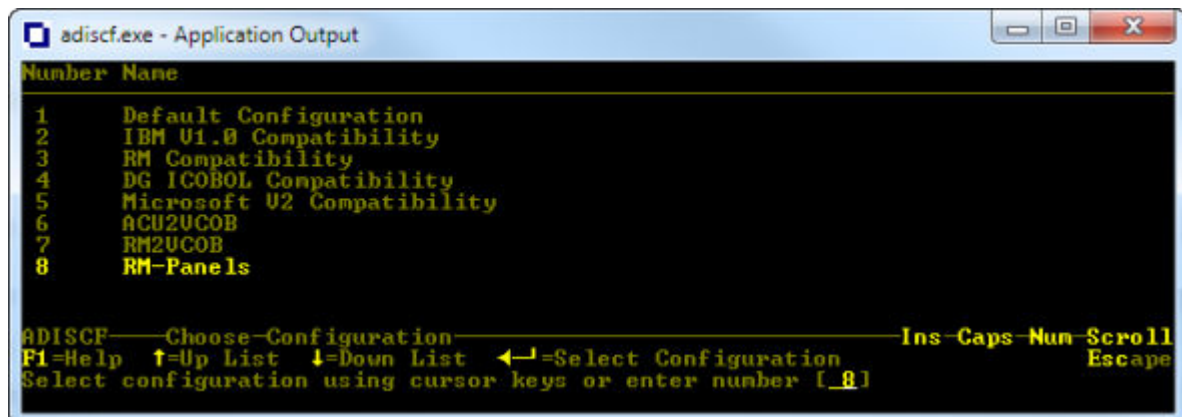 adiscf.exe - Application Output
Number Name
1 Default Configuration
2 IBM V1.0 Compatibility
3 RM Compatibility
4 DG ICOBOL Compatibility
5 Microsoft V2 Compatibility
6 ACU2VCOB
7 RM2VCOB
8 RM-Panels
ADISCF——Choose-Configuration——Ins-Caps-Num-Scroll
F1=Help ↑=Up List ↓=Down List ←┘=Select Configuration Escape
Select configuration using cursor keys or enter number [ 8]